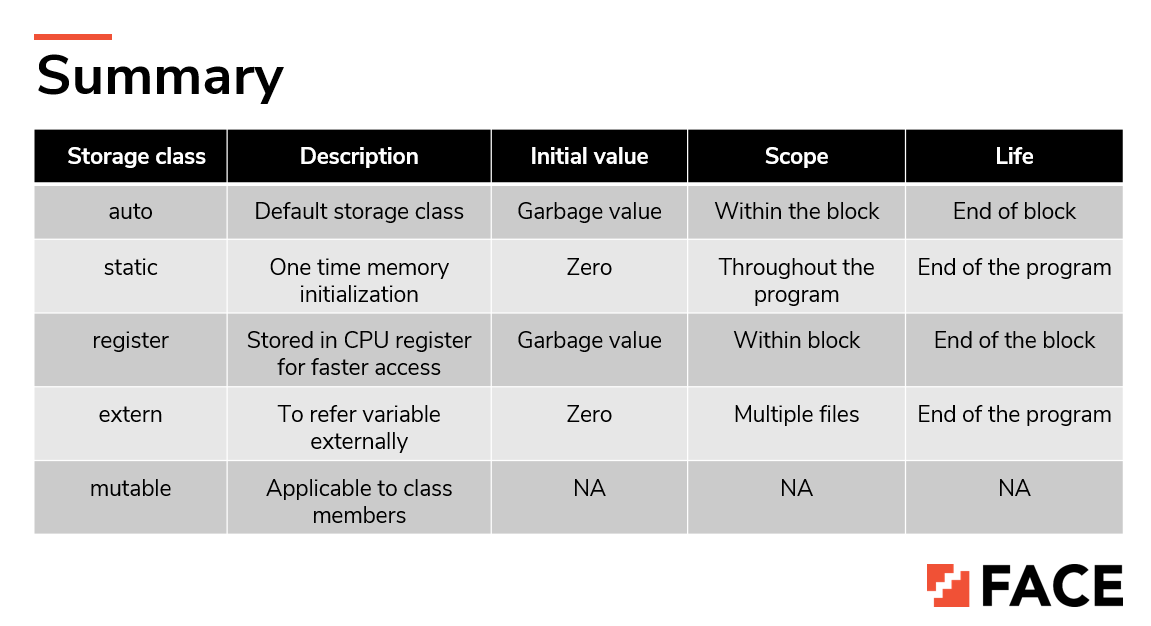 Summary
Storage class Description Initial value Scope Life
auto Default storage class Garbage value Within the block End of block
static One time memory initialization Zero Throughout the program End of the program
register Stored in CPU register for faster access Garbage value Within block End of the block
extern To refer variable externally Zero Multiple files End of the program
mutable Applicable to class members NA NA NA
FACE